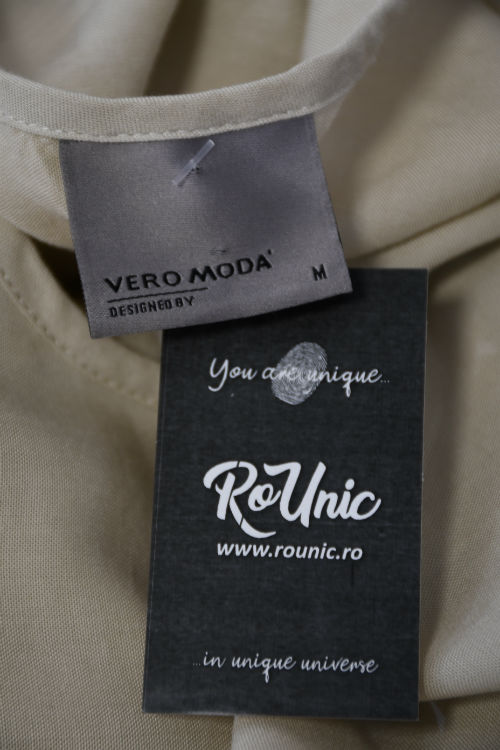 VERO MODA
M
DESIGNED BY
You are unique...
RoUnic
www.rounic.ro
...in unique universe